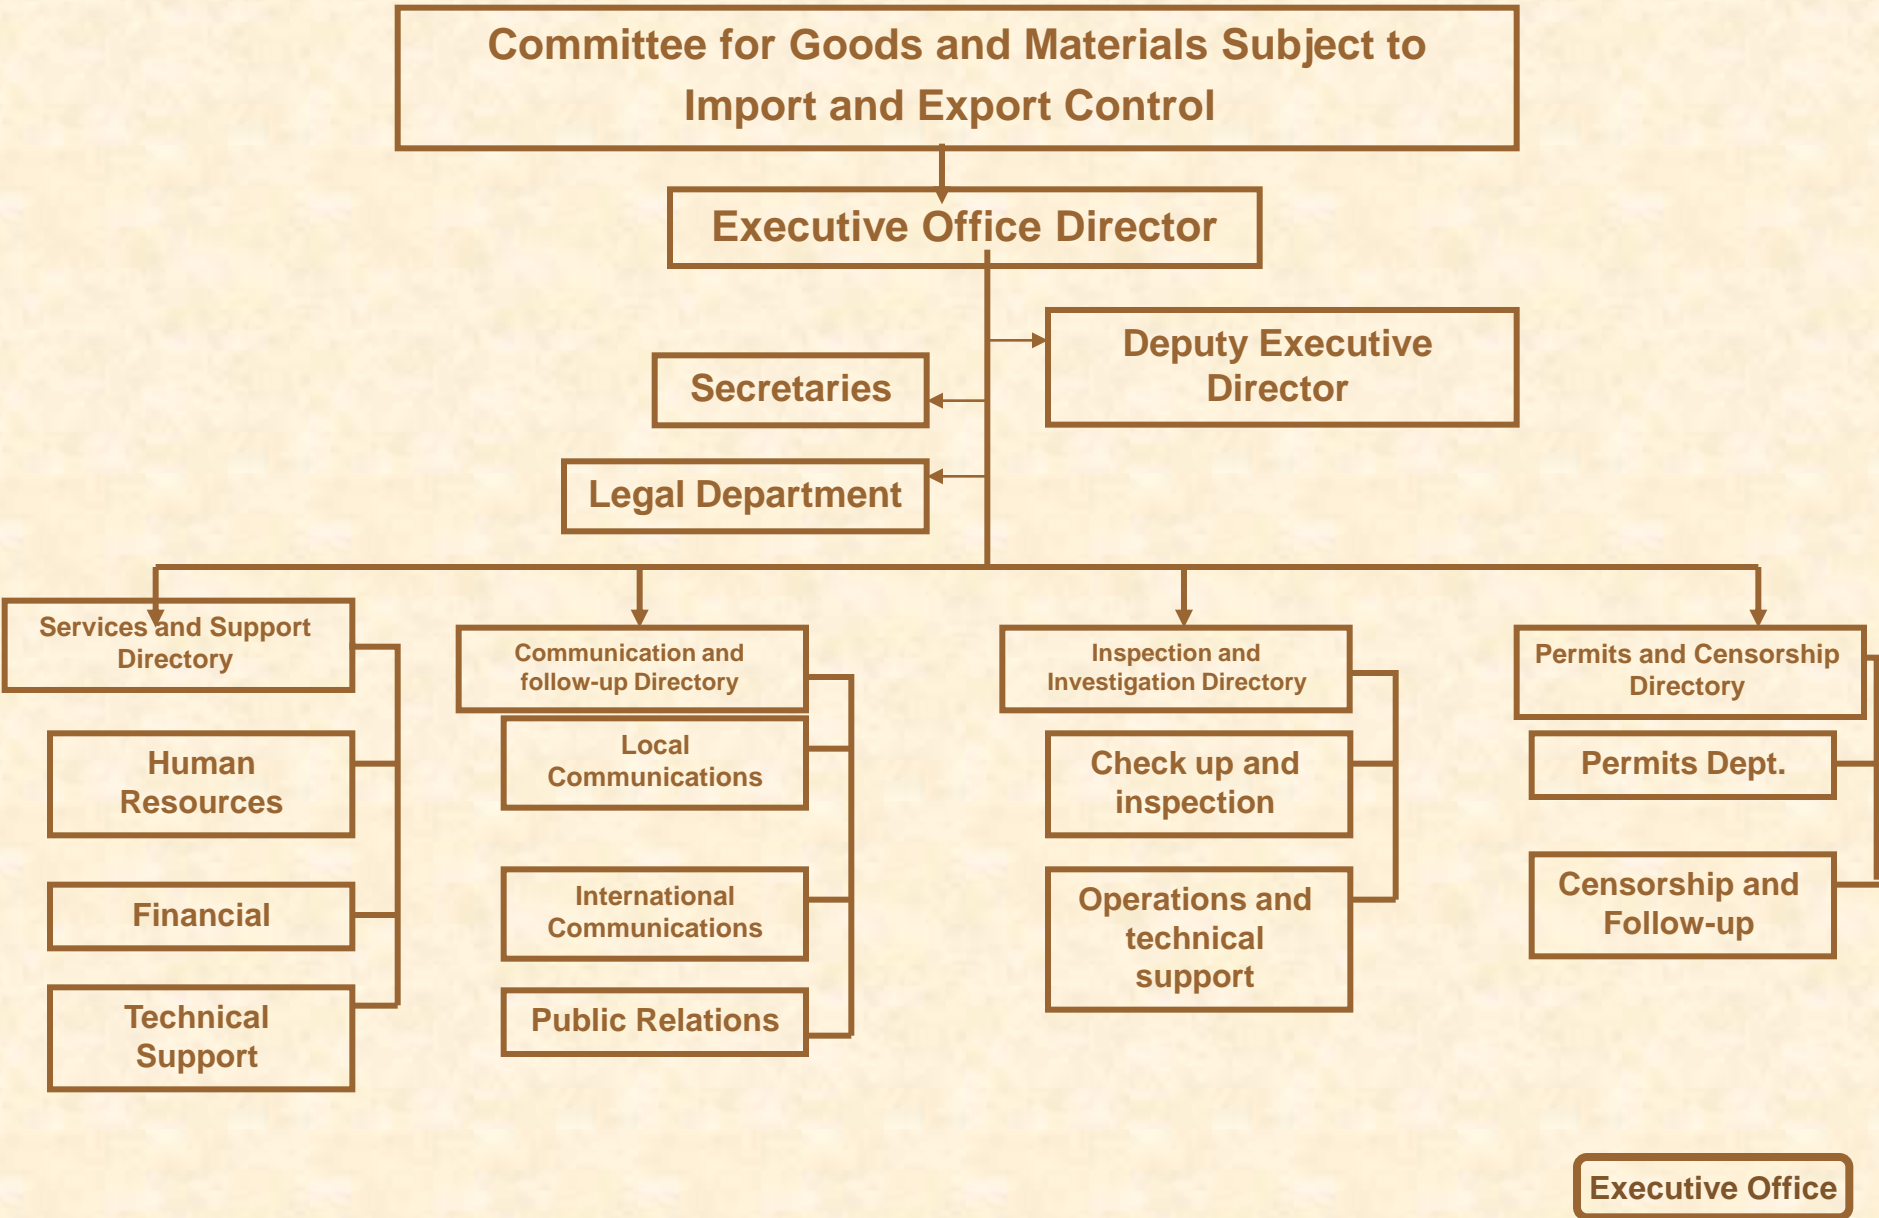 Committee for Goods and Materials Subject to
Import and Export Control
Executive Office Director
Deputy Executive
Director
Secretaries
Legal Department
Services and Support
Directory
Human
Resources
Financial
Technical
Support
Communication and
follow-up Directory
Local
Communications
International
Communications
Public Relations
Inspection and
Investigation Directory
Check up and
inspection
Operations and
technical
support
Permits and Censorship
Directory
Permits Dept.
Censorship and
Follow-up
Executive Office